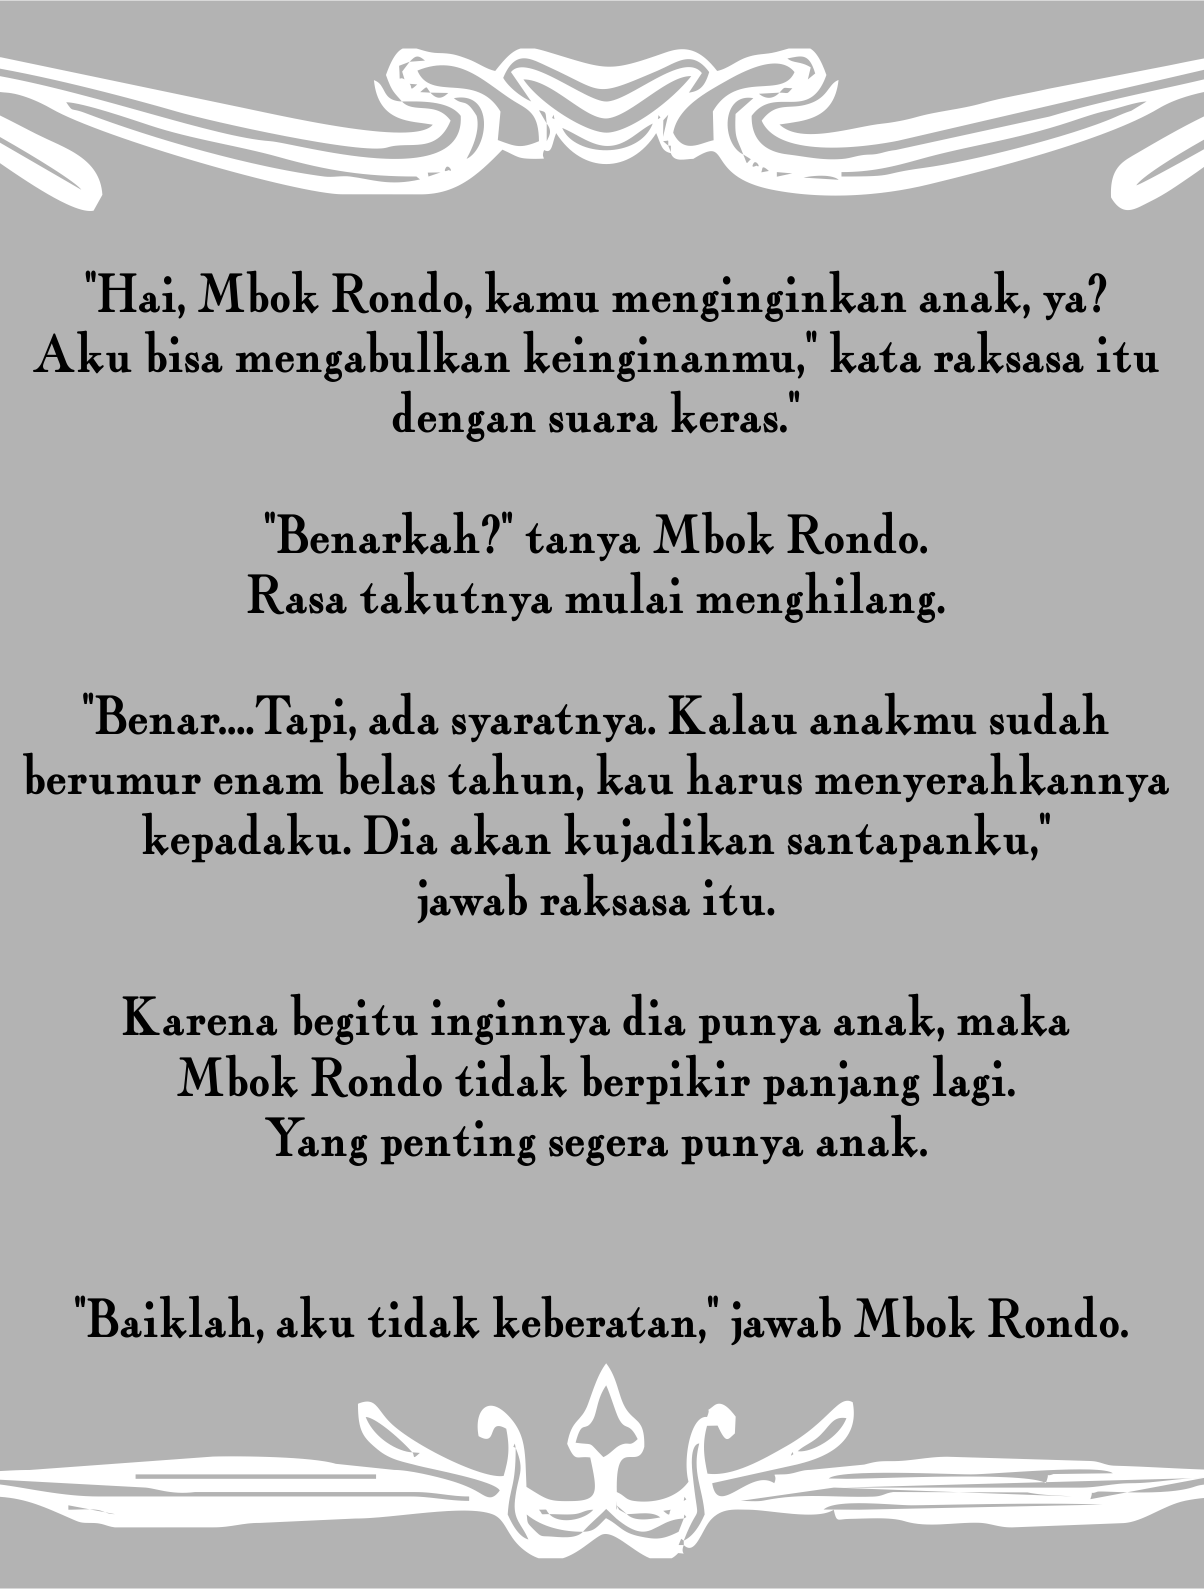 "Hai, Mbok Rondo, kamu menginginkan anak, ya?
Aku bisa mengabulkan keinginanmu," kata raksasa itu
dengan suara keras."
"Benarkah?" tanya Mbok Rondo.
Rasa takutnya mulai menghilang.
"Benar....Tapi, ada syaratnya. Kalau anakmu sudah
berumur enam belas tahun, kau harus menyerahkannya
kepadaku. Dia akan kujadikan santapanku,"
jawab raksasa itu.
Karena begitu inginnya dia punya anak, maka
Mbok Rondo tidak berpikir panjang lagi.
Yang penting segera punya anak.
"Baiklah, aku tidak keberatan," jawab Mbok Rondo.